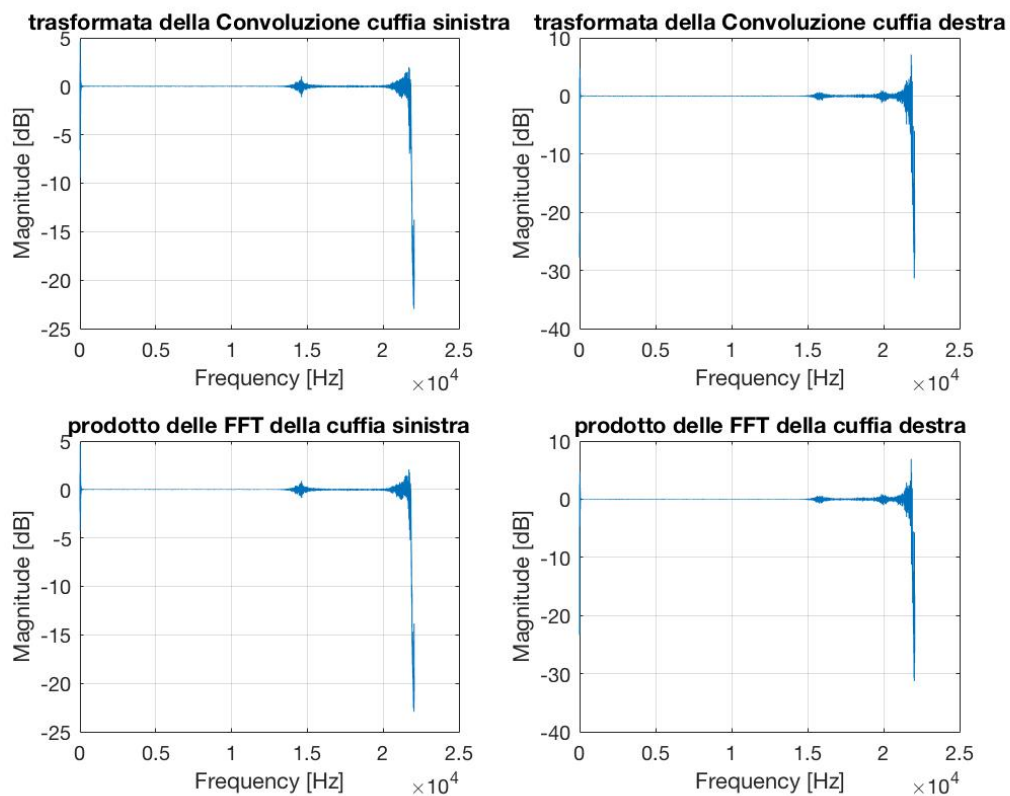 trasformata della Convoluzione cuffia sinistra
5
0
-5
-10
-15
-20
-25
Magnitude [dB]
0 0.5 1 1.5 2 2.5
Frequency [Hz]
×10^4
trasformata della Convoluzione cuffia destra
10
0
-10
-20
-30
-40
Magnitude [dB]
0 0.5 1 1.5 2 2.5
Frequency [Hz]
×10^4
prodotto delle FFT della cuffia sinistra
5
0
-5
-10
-15
-20
-25
Magnitude [dB]
0 0.5 1 1.5 2 2.5
Frequency [Hz]
×10^4
prodotto delle FFT della cuffia destra
10
0
-10
-20
-30
-40
Magnitude [dB]
0 0.5 1 1.5 2 2.5
Frequency [Hz]
×10^4